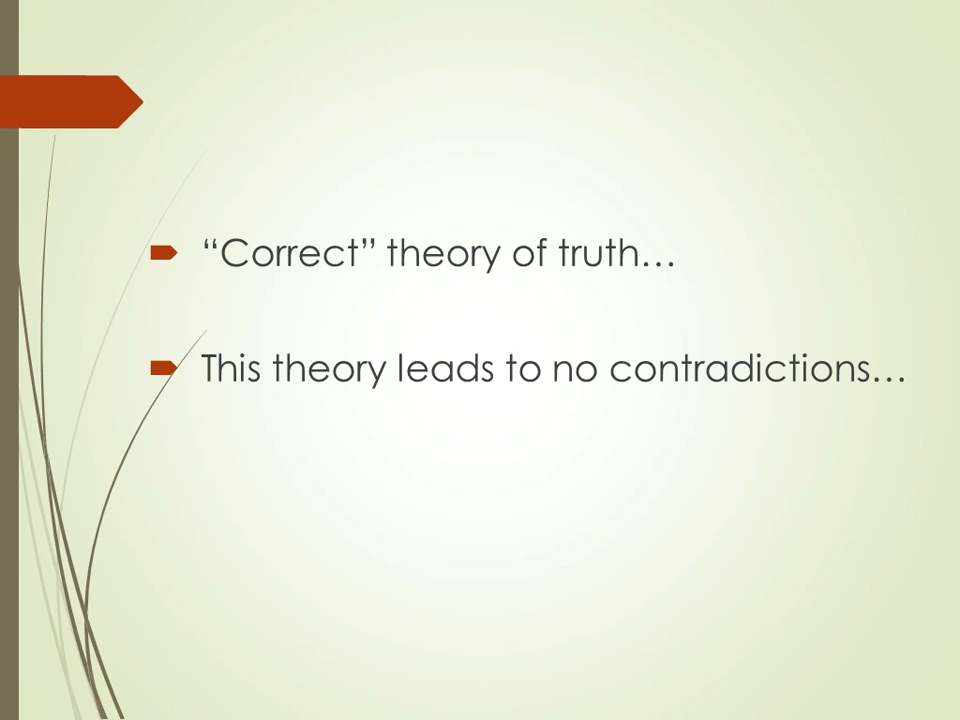 “Correct” theory of truth…
This theory leads to no contradictions…